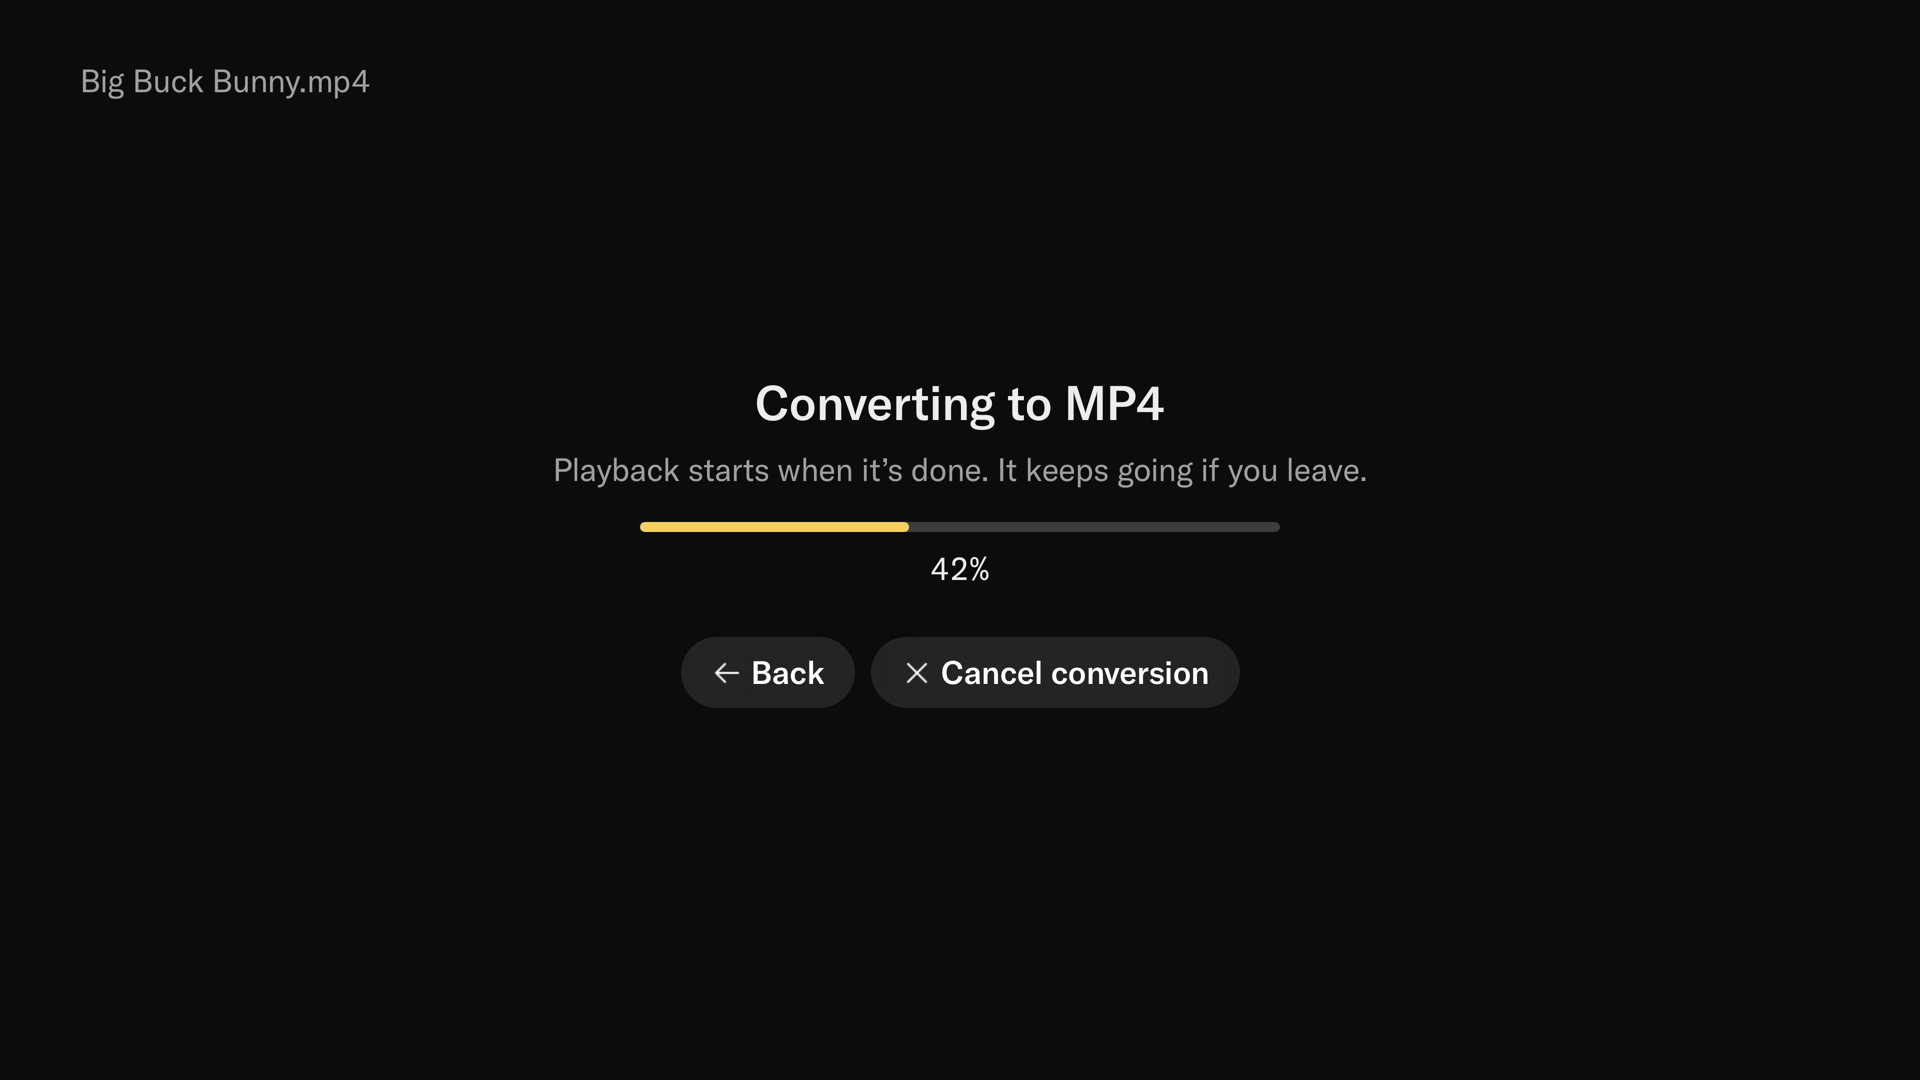 Big Buck Bunny.mp4
Converting to MP4
Playback starts when it’s done. It keeps going if you leave.
42%
Back
Cancel conversion